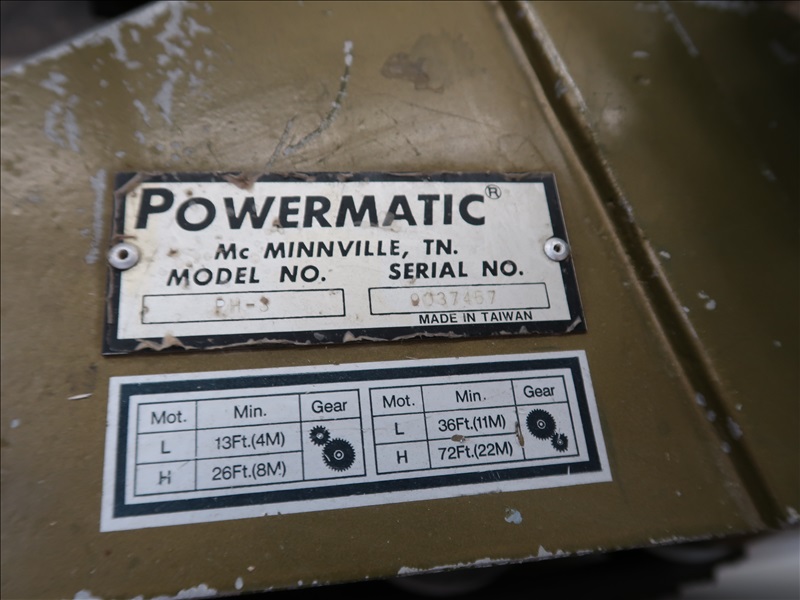 POWERMATIC®
Mc MINNVILLE, TN.
MODEL NO. SERIAL NO.
9037467
MADE IN TAIWAN
Mot. Min. Gear Mot. Min. Gear
L 13Ft.(4M) L 36Ft.(11M)
H 26Ft.(8M) H 72Ft.(22M)